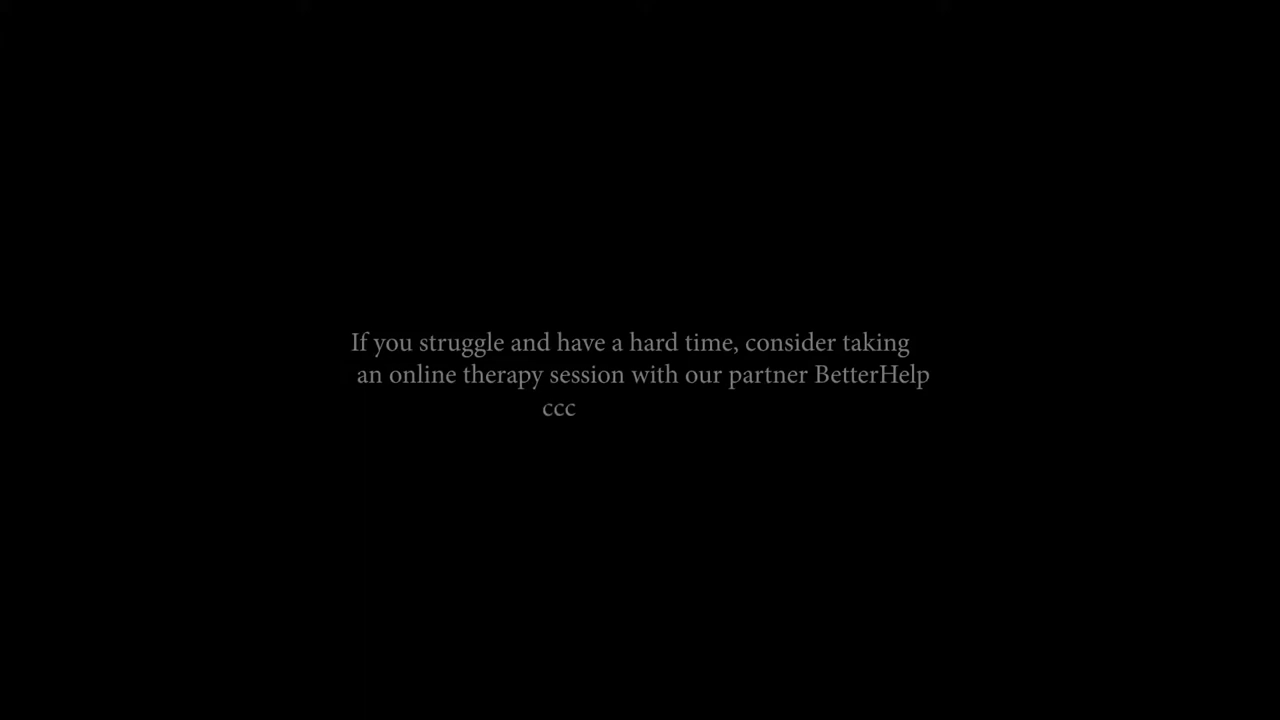 If you struggle and have a hard time, consider taking
an online therapy session with our partner BetterHelp
ccc